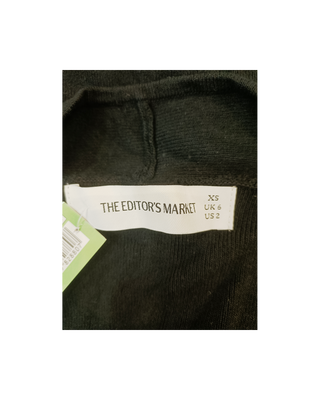 THE EDITOR'S MARKET
XS
UK 6
US 2